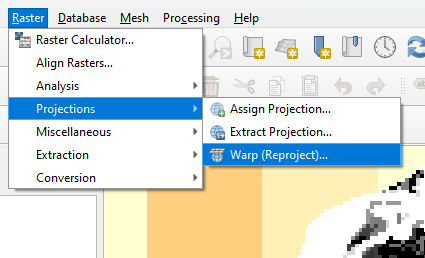 Raster Database Mesh Processing Help
Raster Calculator...
Align Rasters...
Analysis
Projections
Assign Projection...
Miscellaneous
Extract Projection...
Extraction
Warp (Reproject)...
Conversion